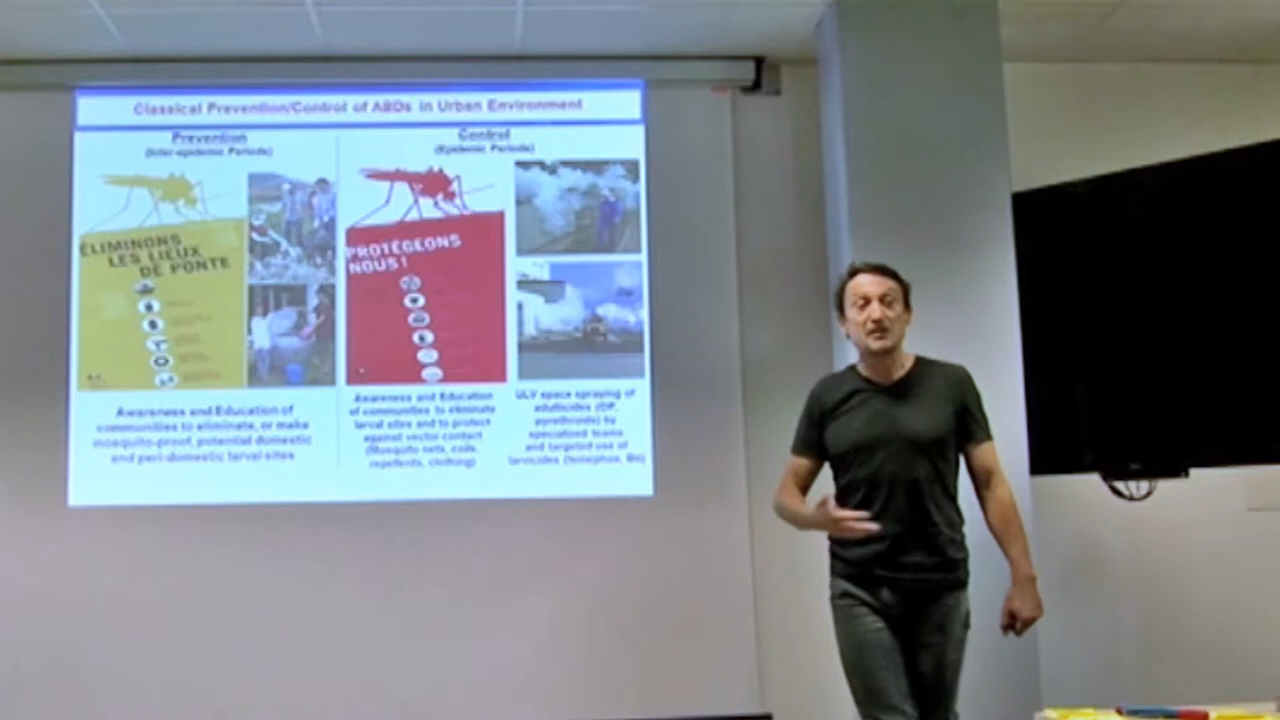 Classical Prevention/Control of ABDs in Urban Environment
Prevention
(Inter-epidemic Periods)
ÉLIMINONS
LES LIEUX
DE PONTE
Awareness and Education of
communities to eliminate, or make
mosquito-proof, potential domestic
and peri-domestic larval sites
Control
(Epidemic Periods)
PROTÉGEONS
NOUS !
Awareness and Education
of communities to eliminate
larval sites and to protect
against vector contact
(Mosquito nets, coils,
repellents, clothing)
ULV space spraying of
adulticides (OP,
pyrethroids) by
specialized teams
and targeted use of
larvicides (temephos, Bti)